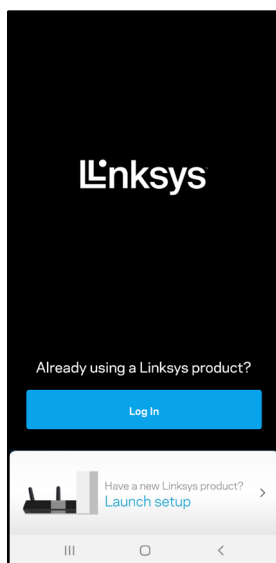 Linksys
Already using a Linksys product?
Log In
Have a new Linksys product?
Launch setup